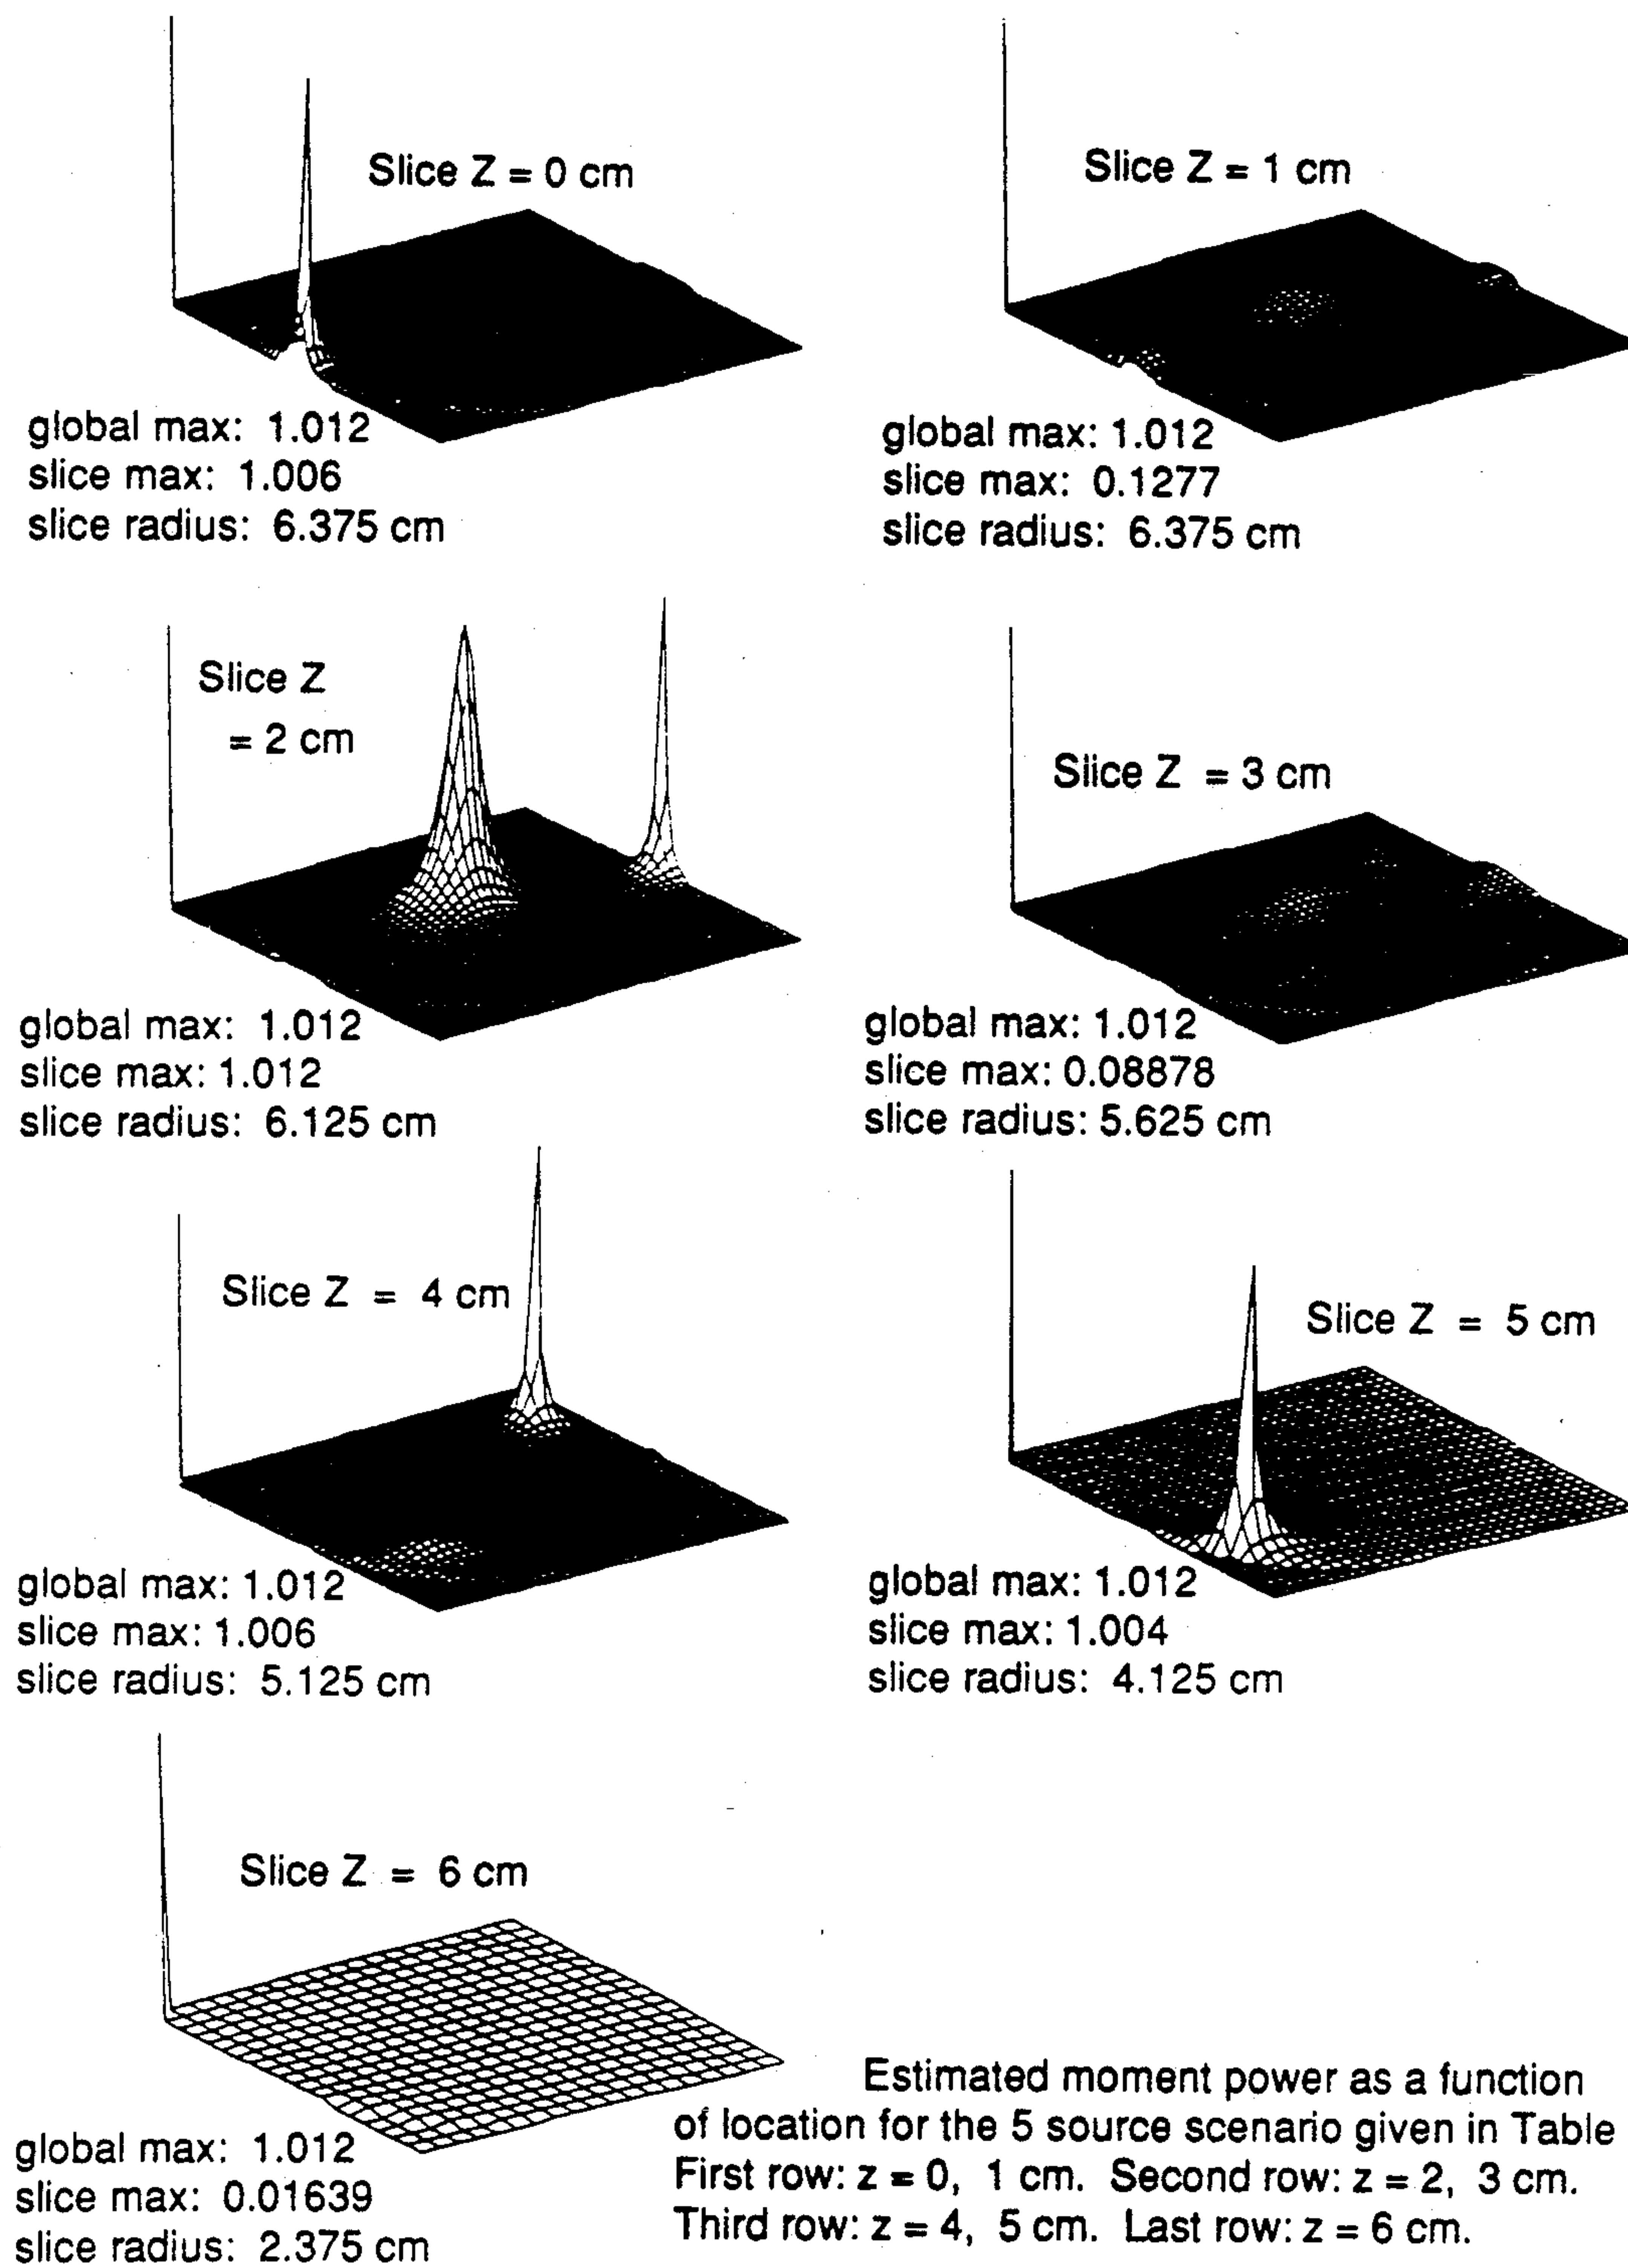 Slice Z = 0 cm
global max: 1.012
slice max: 1.006
slice radius: 6.375 cm
Slice Z = 1 cm
global max: 1.012
slice max: 0.1277
slice radius: 6.375 cm
Slice Z
= 2 cm
global max: 1.012
slice max: 1.012
slice radius: 6.125 cm
Slice Z = 3 cm
global max: 1.012
slice max: 0.08878
slice radius: 5.625 cm
Slice Z = 4 cm
global max: 1.012
slice max: 1.006
slice radius: 5.125 cm
Slice Z = 5 cm
global max: 1.012
slice max: 1.004
slice radius: 4.125 cm
Slice Z = 6 cm
global max: 1.012
slice max: 0.01639
slice radius: 2.375 cm
Estimated moment power as a function
of location for the 5 source scenario given in Table
First row: z = 0, 1 cm. Second row: z = 2, 3 cm.
Third row: z = 4, 5 cm. Last row: z = 6 cm.